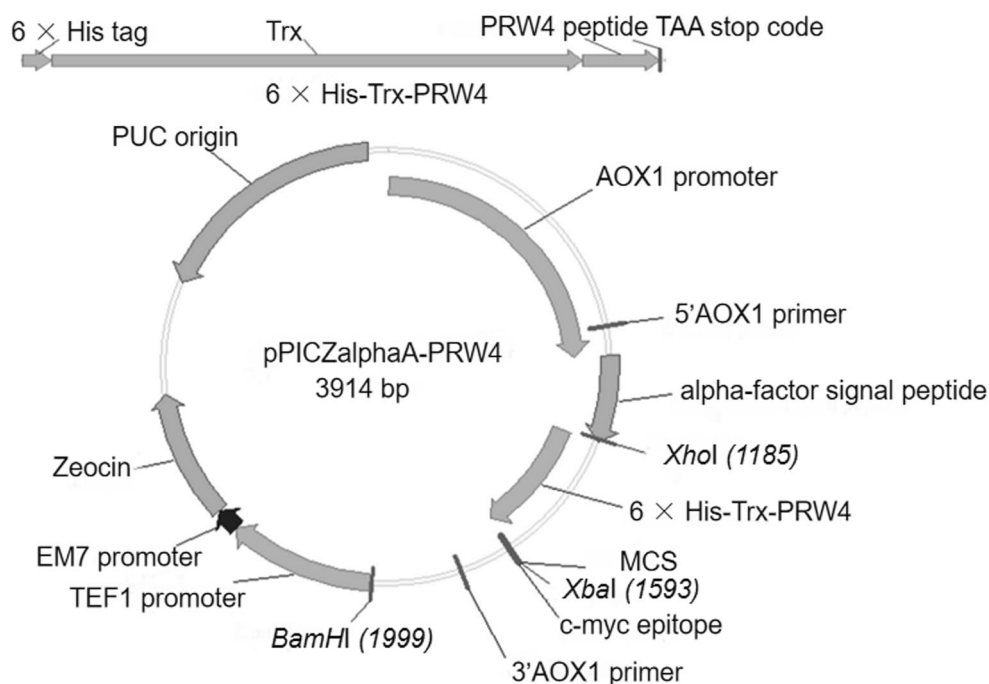 6 × His tag
Trx
PRW4 peptide TAA stop code
6 × His-Trx-PRW4
PUC origin
AOX1 promoter
5'AOX1 primer
pPICZalphaA-PRW4
3914 bp
alpha-factor signal peptide
XhoI (1185)
Zeocin
6 × His-Trx-PRW4
EM7 promoter
MCS
TEF1 promoter
XbaI (1593)
c-myc epitope
BamHI (1999)
3'AOX1 primer